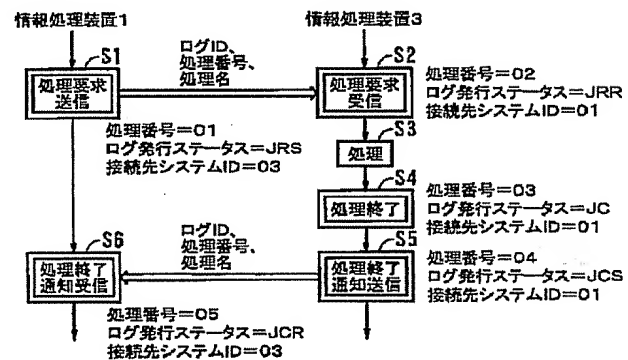 情報処理装置1
情報処理装置3
S1
処理要求
送信
ログID、
処理番号、
処理名
S2
処理要求
受信
処理番号=02
ログ発行ステータス=JRR
接続先システムID=01
処理番号=01
ログ発行ステータス=JRS
接続先システムID=03
S3
処理
S4
処理終了
処理番号=03
ログ発行ステータス=JC
接続先システムID=01
S6
処理終了
通知受信
ログID、
処理番号、
処理名
S5
処理終了
通知送信
処理番号=04
ログ発行ステータス=JCS
接続先システムID=01
処理番号=05
ログ発行ステータス=JCR
接続先システムID=03